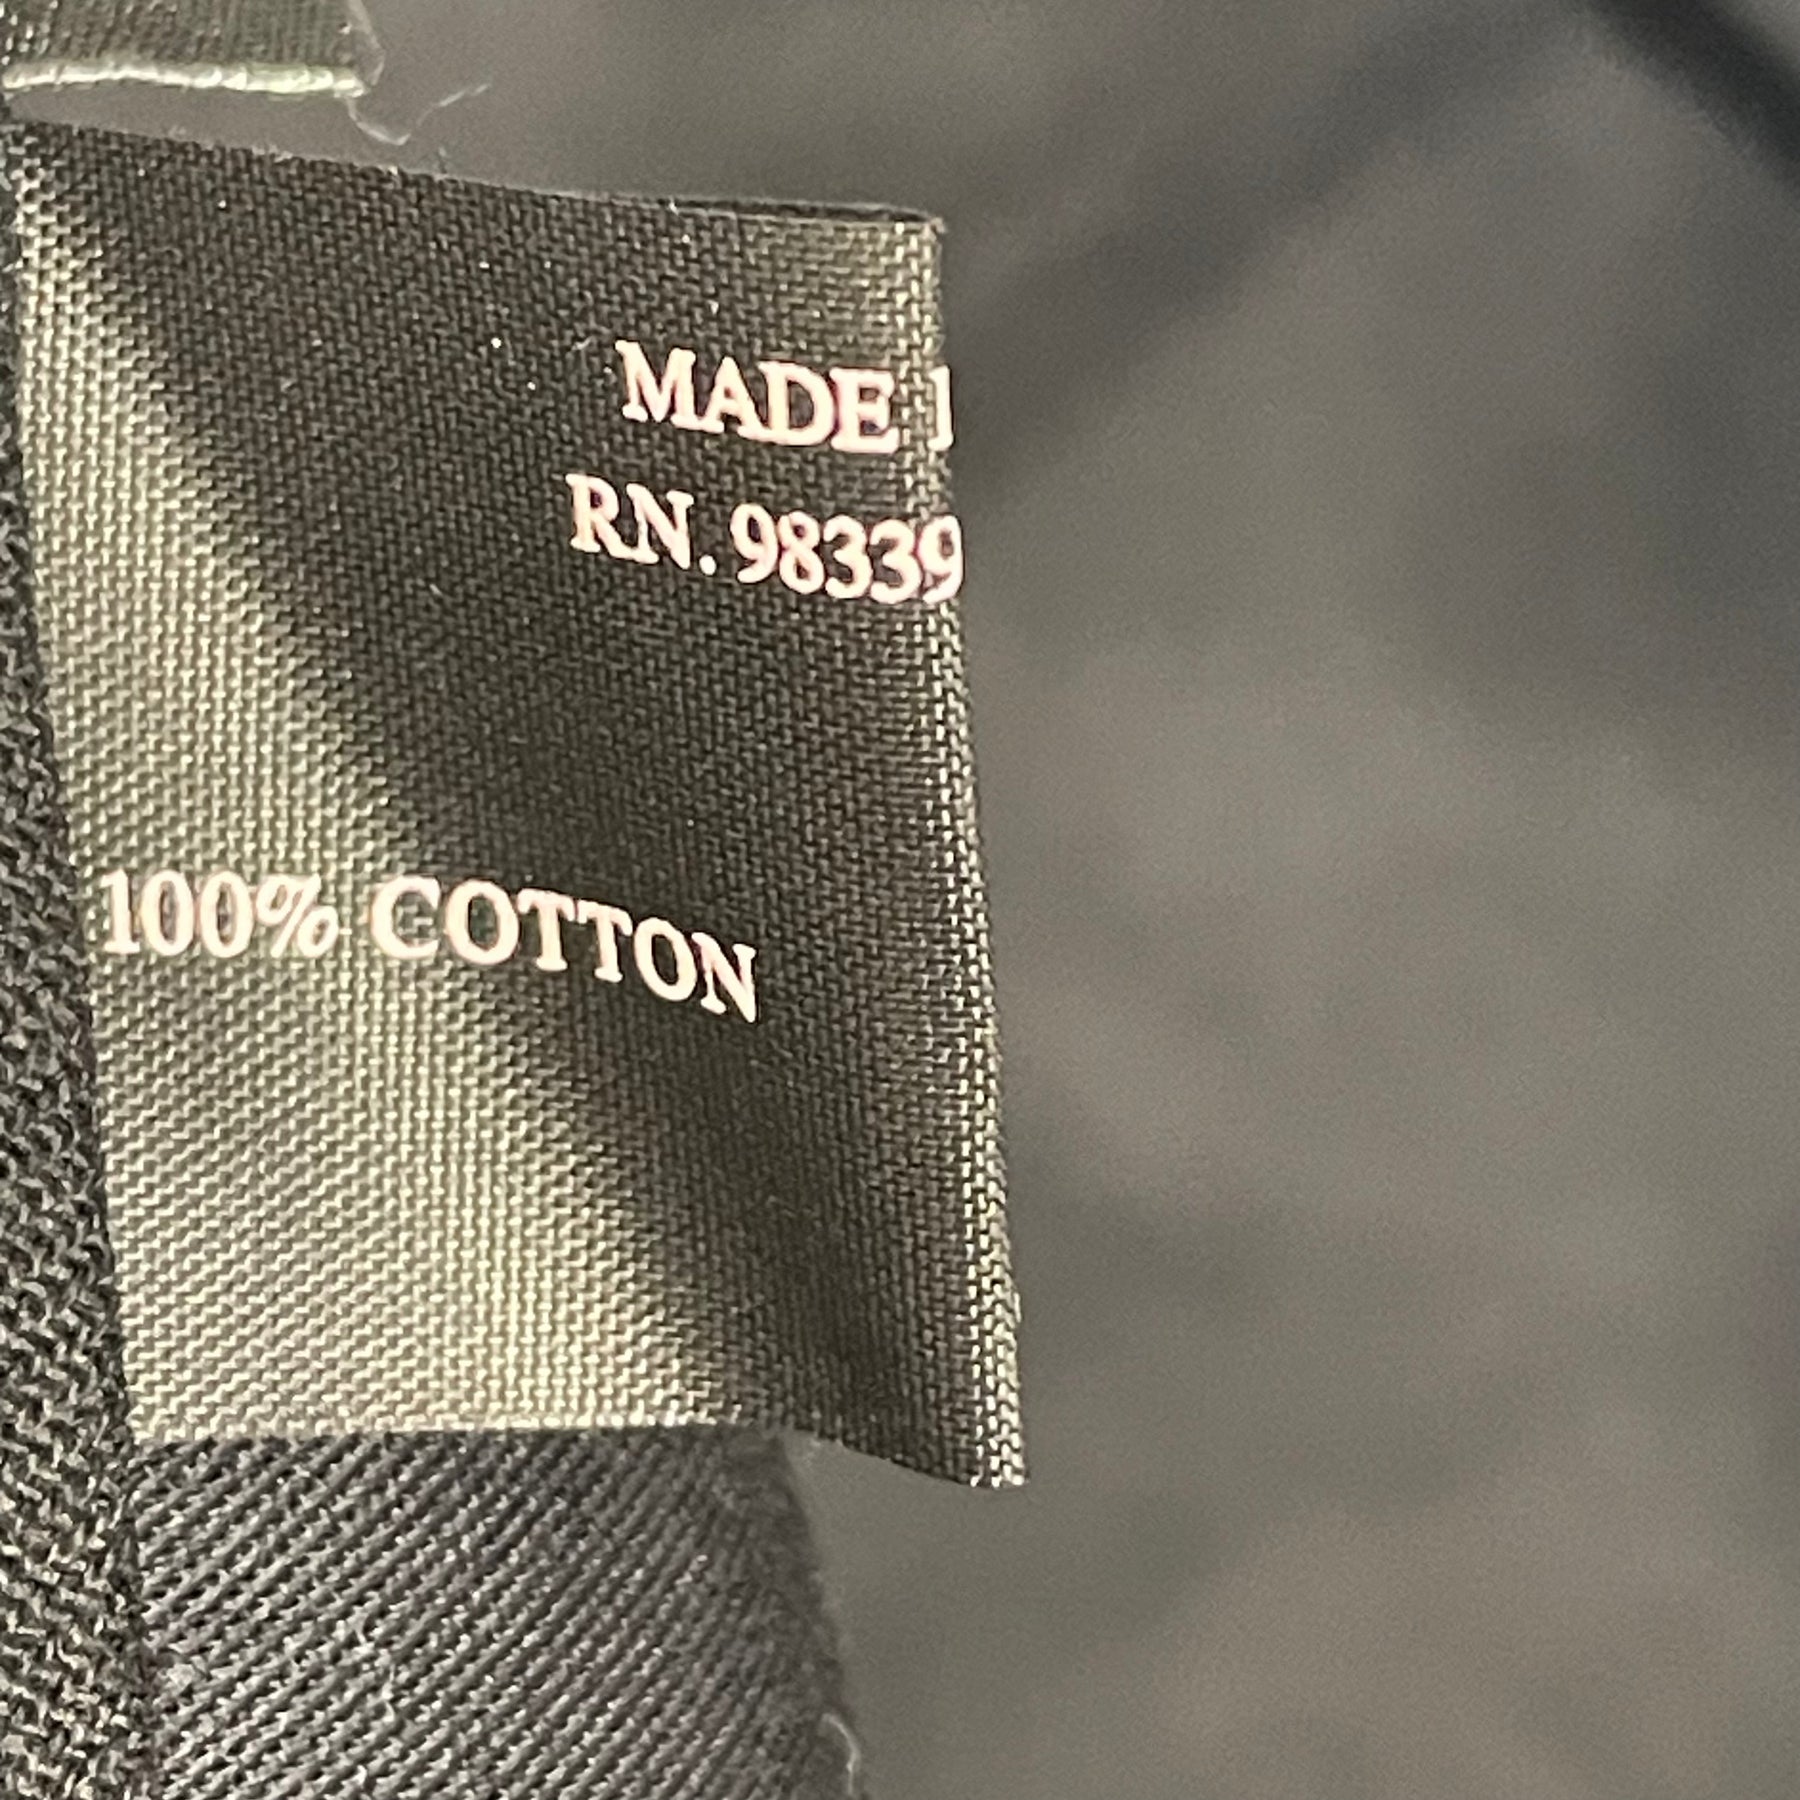 MADE I
RN. 98339
100% COTTON